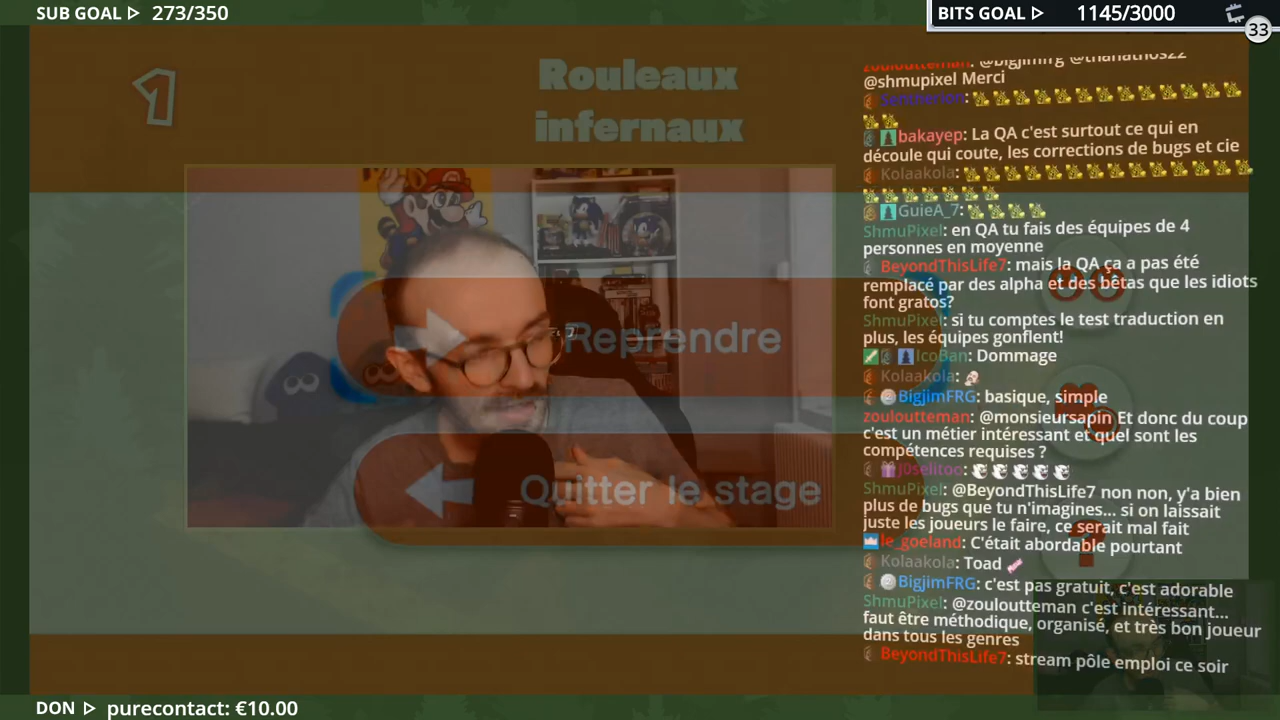 SUB GOAL ▷ 273/350
BITS GOAL ▷ 1145/3000
33
1
Rouleaux
infernaux
Reprendre
Quitter le stage
?
zouloutteman: @bigjimfrg @thanathos22
@shmupixel Merci
Sentherion:
bakayep: La QA c'est surtout ce qui en
découle qui coute, les corrections de bugs et cie
Kolaakola:
GuieA_7:
ShmuPixel: en QA tu fais des équipes de 4
personnes en moyenne
BeyondThisLife7: mais la QA ça a pas été
remplacé par des alpha et des bêtas que les idiots
font gratos?
ShmuPixel: si tu comptes le test traduction en
plus, les équipes gonflent!
IcoBan: Dommage
Kolaakola:
BigjimFRG: basique, simple
zouloutteman: @monsieursapin Et donc du coup
c'est un métier intéressant et quel sont les
compétences requises ?
J0selitoo:
ShmuPixel: @BeyondThisLife7 non non, y'a bien
plus de bugs que tu n'imagines... si on laissait
juste les joueurs le faire, ce serait mal fait
le_goeland: C'était abordable pourtant
Kolaakola: Toad
BigjimFRG: c'est pas gratuit, c'est adorable
ShmuPixel: @zouloutteman c'est intéressant...
faut être méthodique, organisé, et très bon joueur
dans tous les genres
BeyondThisLife7: stream pôle emploi ce soir
DON ▷ purecontact: €10.00